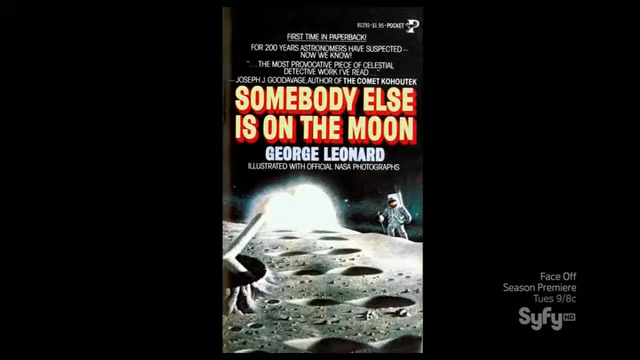 81291-$1.95-POCKET
FIRST TIME IN PAPERBACK!
FOR 200 YEARS ASTRONOMERS HAVE SUSPECTED—
NOW WE KNOW!
"...THE MOST PROVOCATIVE PIECE OF CELESTIAL
DETECTIVE WORK I'VE READ..."
—JOSEPH J. GOODAVAGE, AUTHOR OF THE COMET KOHOUTEK
SOMEBODY ELSE
IS ON THE MOON
GEORGE LEONARD
ILLUSTRATED WITH OFFICIAL NASA PHOTOGRAPHS
Face Off
Season Premiere
Tues 9/8c
Syfy HD